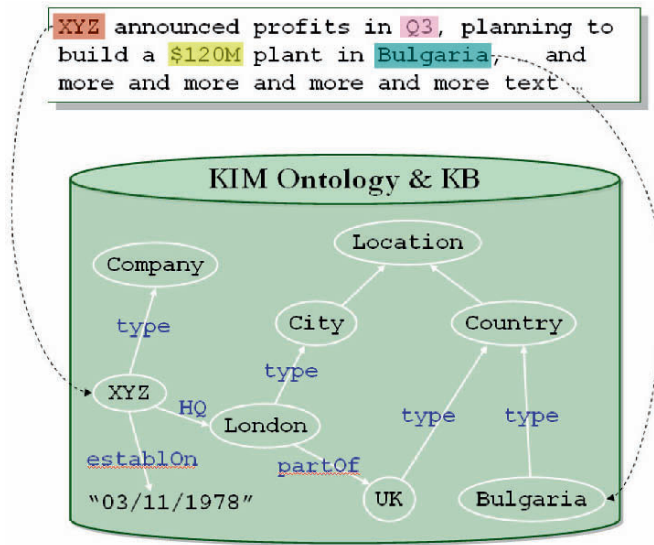 XYZ announced profits in Q3, planning to
build a $120M plant in Bulgaria, . and
more and more and more and more text …
KIM Ontology & KB
Location
Company
City
Country
type
type
XYZ
HQ
London
type
type
establOn
partOf
"03/11/1978"
UK
Bulgaria